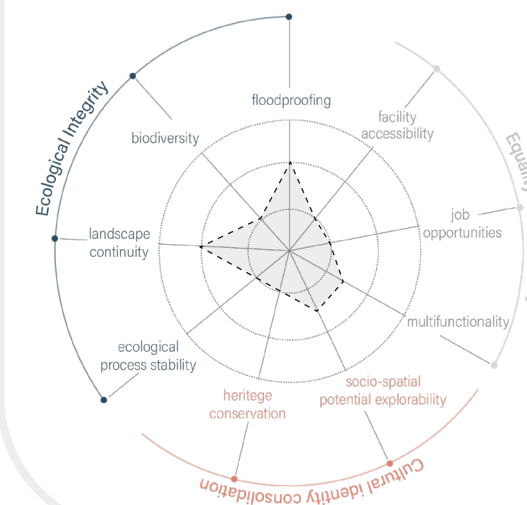 floodproofing
facility
accessibility
biodiversity
Ecological Integrity
Equality
job
opportunities
landscape
continuity
multifunctionality
ecological
process stability
socio-spatial
potential explorability
heritege
conservation
Cultural identity consolidation